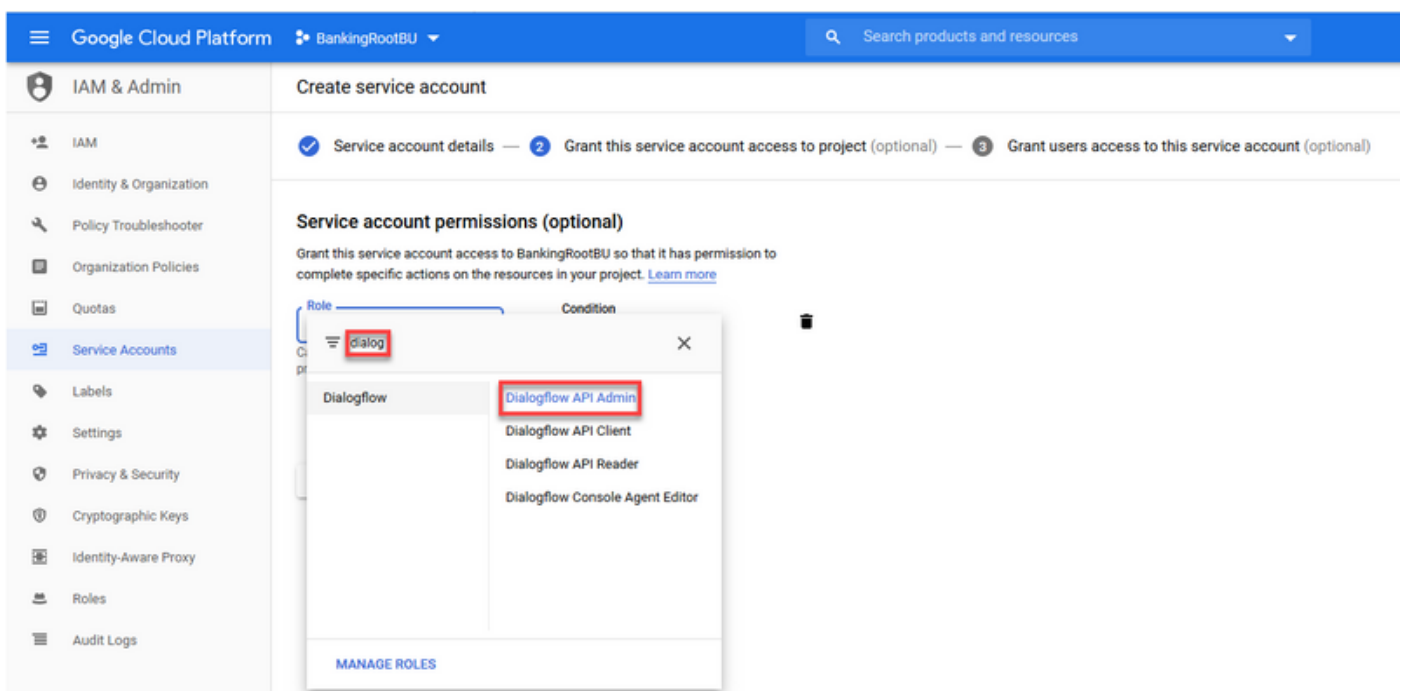 Google Cloud Platform
BankingRootBU
Search products and resources
IAM & Admin
Create service account
Service account details — 2 Grant this service account access to project (optional) — 3 Grant users access to this service account (optional)
IAM
Identity & Organization
Policy Troubleshooter
Organization Policies
Quotas
Service Accounts
Labels
Settings
Privacy & Security
Cryptographic Keys
Identity-Aware Proxy
Roles
Audit Logs
Service account permissions (optional)
Grant this service account access to BankingRootBU so that it has permission to
complete specific actions on the resources in your project. Learn more
Role
Condition
dialog
Dialogflow
Dialogflow API Admin
Dialogflow API Client
Dialogflow API Reader
Dialogflow Console Agent Editor
MANAGE ROLES